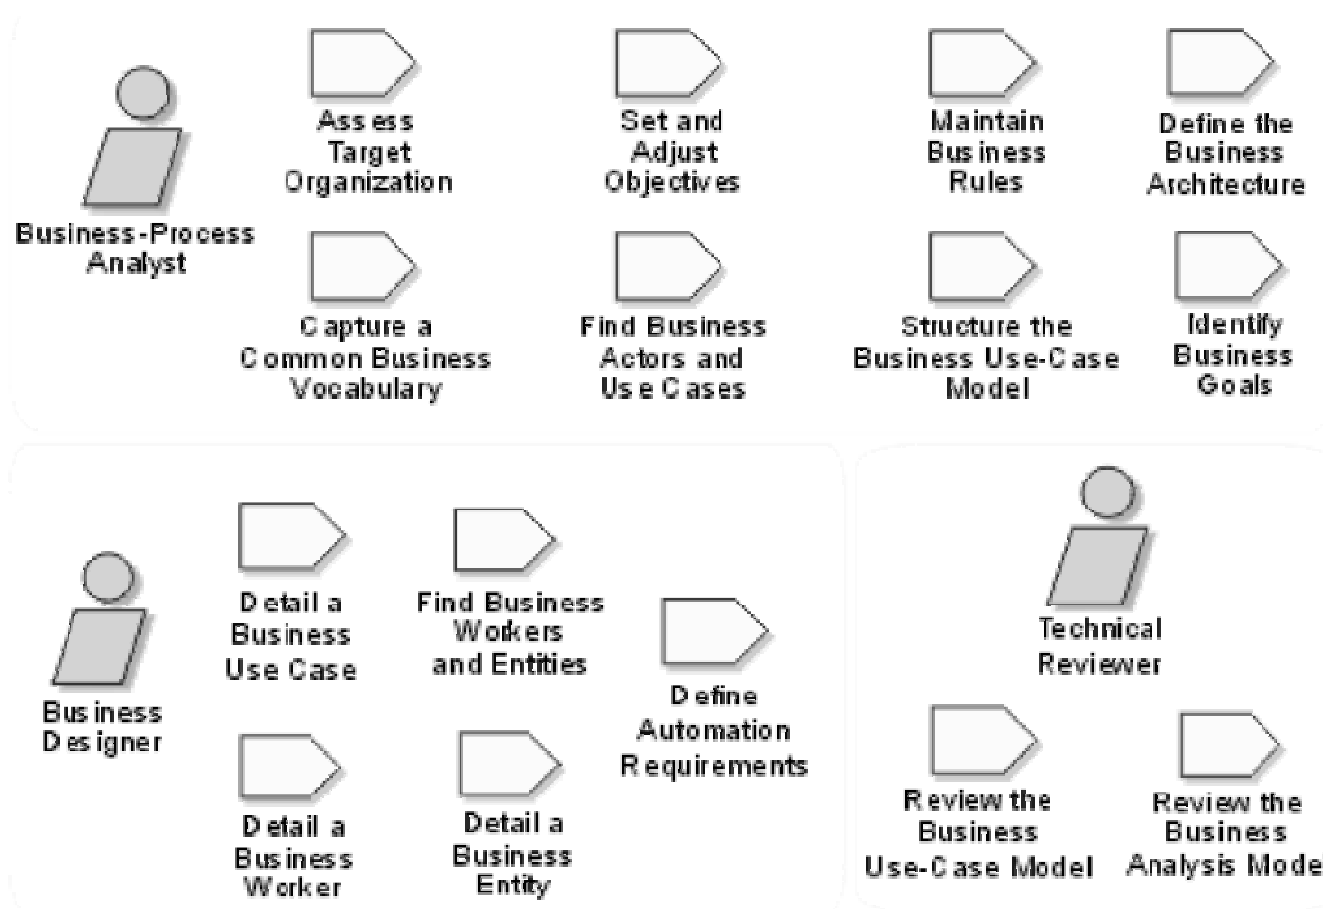 Business-Process
Analyst
Assess
Target
Organization
Set and
Adjust
Objectives
Maintain
Business
Rules
Define the
Business
Architecture
Capture a
Common Business
Vocabulary
Find Business
Actors and
Use Cases
Structure the
Business Use-Case
Model
Identify
Business
Goals
Business
Designer
Detail a
Business
Use Case
Find Business
Workers
and Entities
Define
Automation
Requirements
Detail a
Business
Worker
Detail a
Business
Entity
Technical
Reviewer
Review the
Business
Use-Case Model
Review the
Business
Analysis Mode